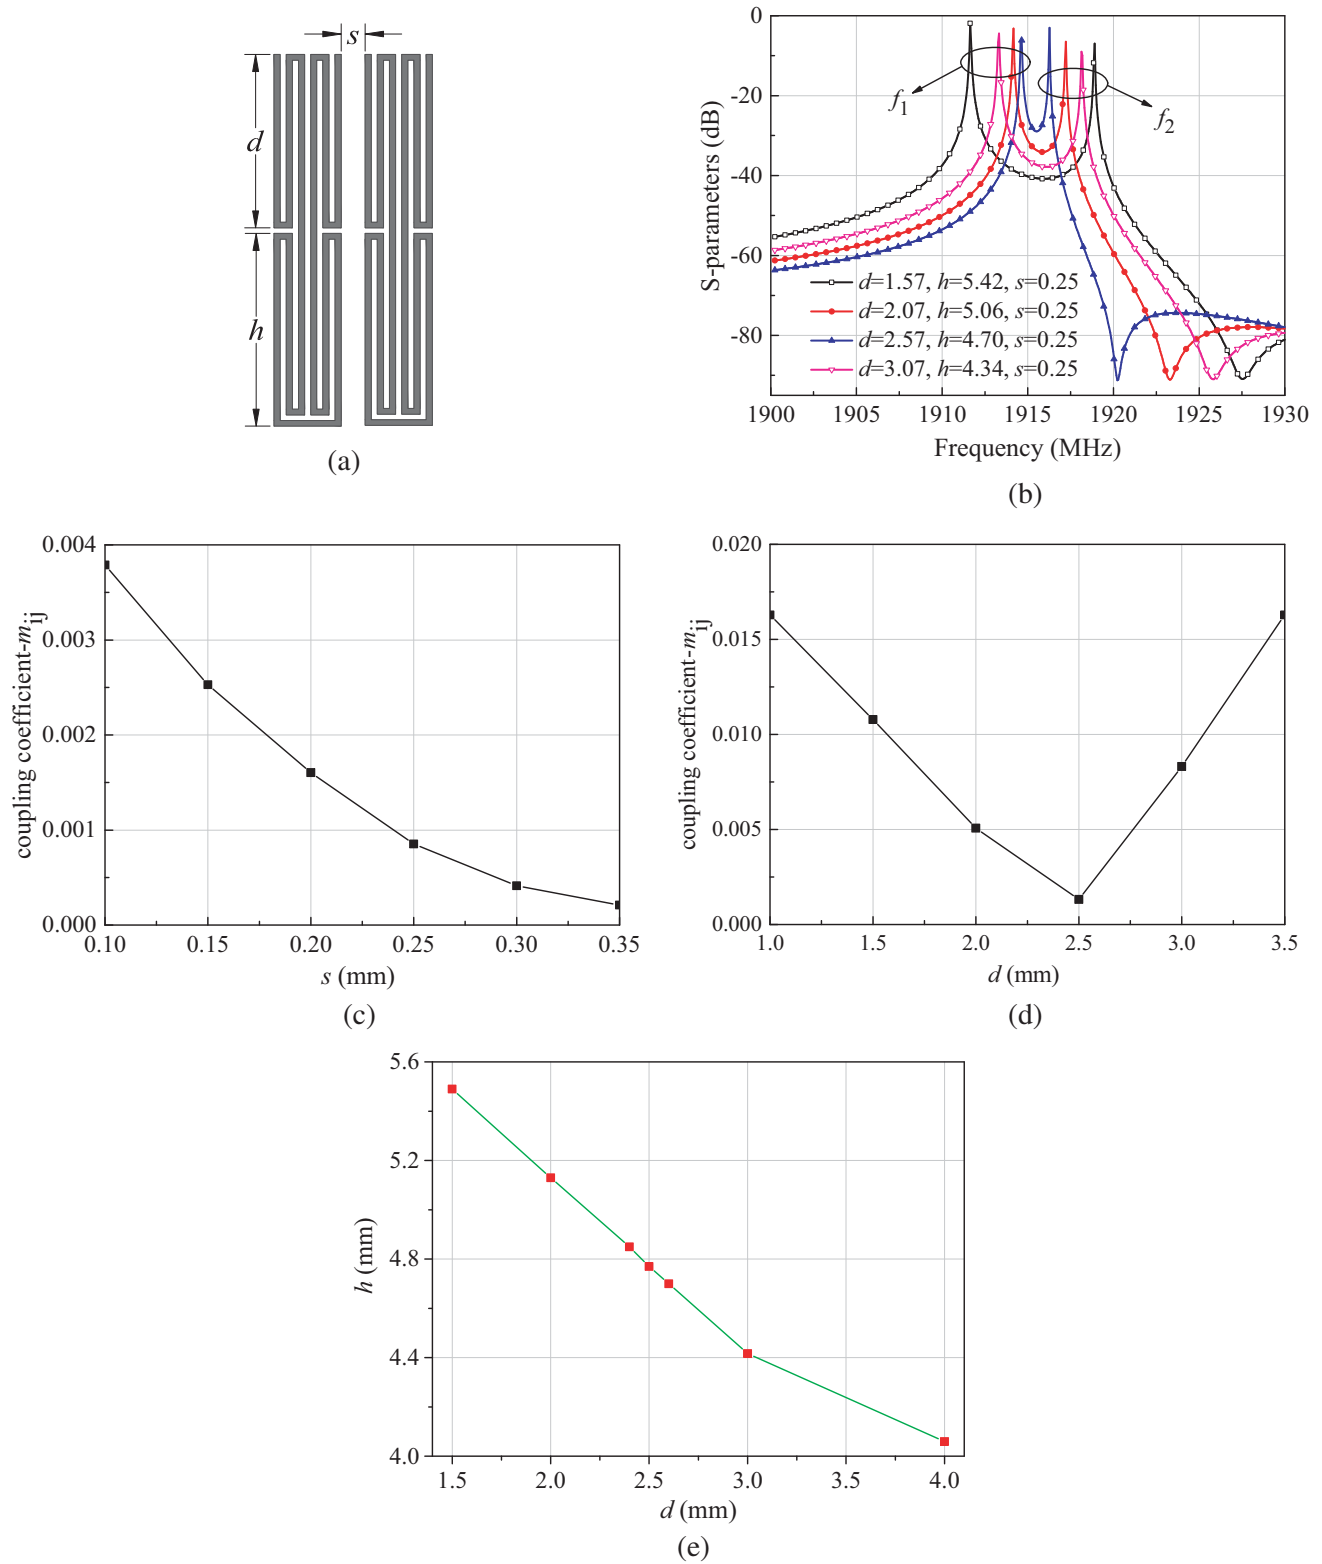 s
d
h
(a)
0
-20
-40
-60
-80
S-parameters (dB)
f1
f2
d=1.57, h=5.42, s=0.25
d=2.07, h=5.06, s=0.25
d=2.57, h=4.70, s=0.25
d=3.07, h=4.34, s=0.25
1900 1905 1910 1915 1920 1925 1930
Frequency (MHz)
(b)
0.004
0.003
0.002
0.001
0.000
coupling coefficient-mij
0.10 0.15 0.20 0.25 0.30 0.35
s (mm)
(c)
0.020
0.015
0.010
0.005
0.000
coupling coefficient-mij
1.0 1.5 2.0 2.5 3.0 3.5
d (mm)
(d)
5.6
5.2
4.8
4.4
4.0
h (mm)
1.5 2.0 2.5 3.0 3.5 4.0
d (mm)
(e)